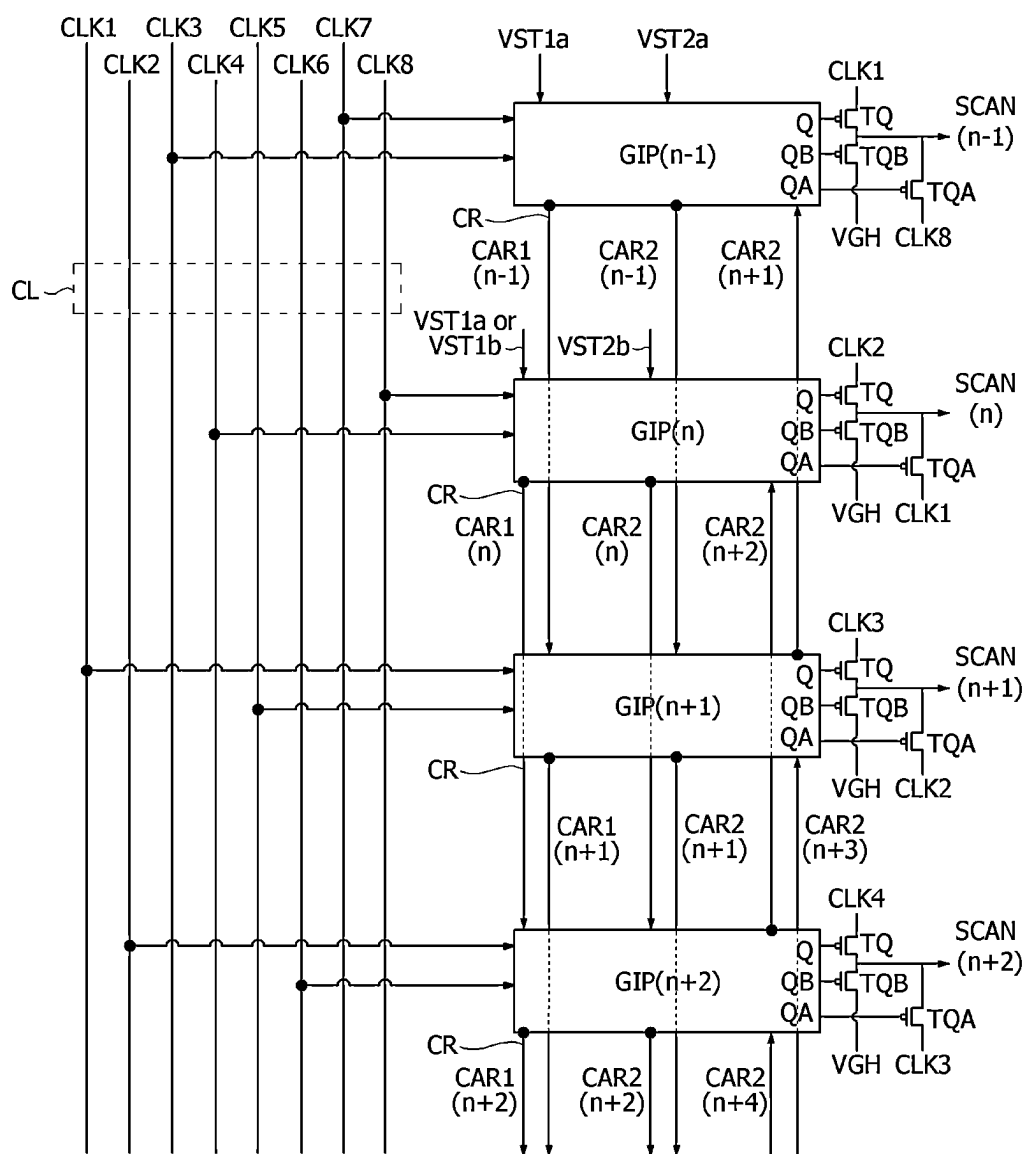 CLK1 CLK3 CLK5 CLK7
CLK2 CLK4 CLK6 CLK8
VST1a VST2a
CLK1
Q TQ SCAN
(n-1)
GIP(n-1)
QB TQB
QA TQA
CR
VGH CLK8
CAR1
(n-1)
CAR2
(n-1)
CAR2
(n+1)
CL
VST1a or
VST1b
VST2b
CLK2
Q TQ SCAN
(n)
GIP(n)
QB TQB
QA TQA
CR
VGH CLK1
CAR1
(n)
CAR2
(n)
CAR2
(n+2)
CLK3
Q TQ SCAN
(n+1)
GIP(n+1)
QB TQB
QA TQA
CR
VGH CLK2
CAR1
(n+1)
CAR2
(n+1)
CAR2
(n+3)
CLK4
Q TQ SCAN
(n+2)
GIP(n+2)
QB TQB
QA TQA
CR
VGH CLK3
CAR1
(n+2)
CAR2
(n+2)
CAR2
(n+4)